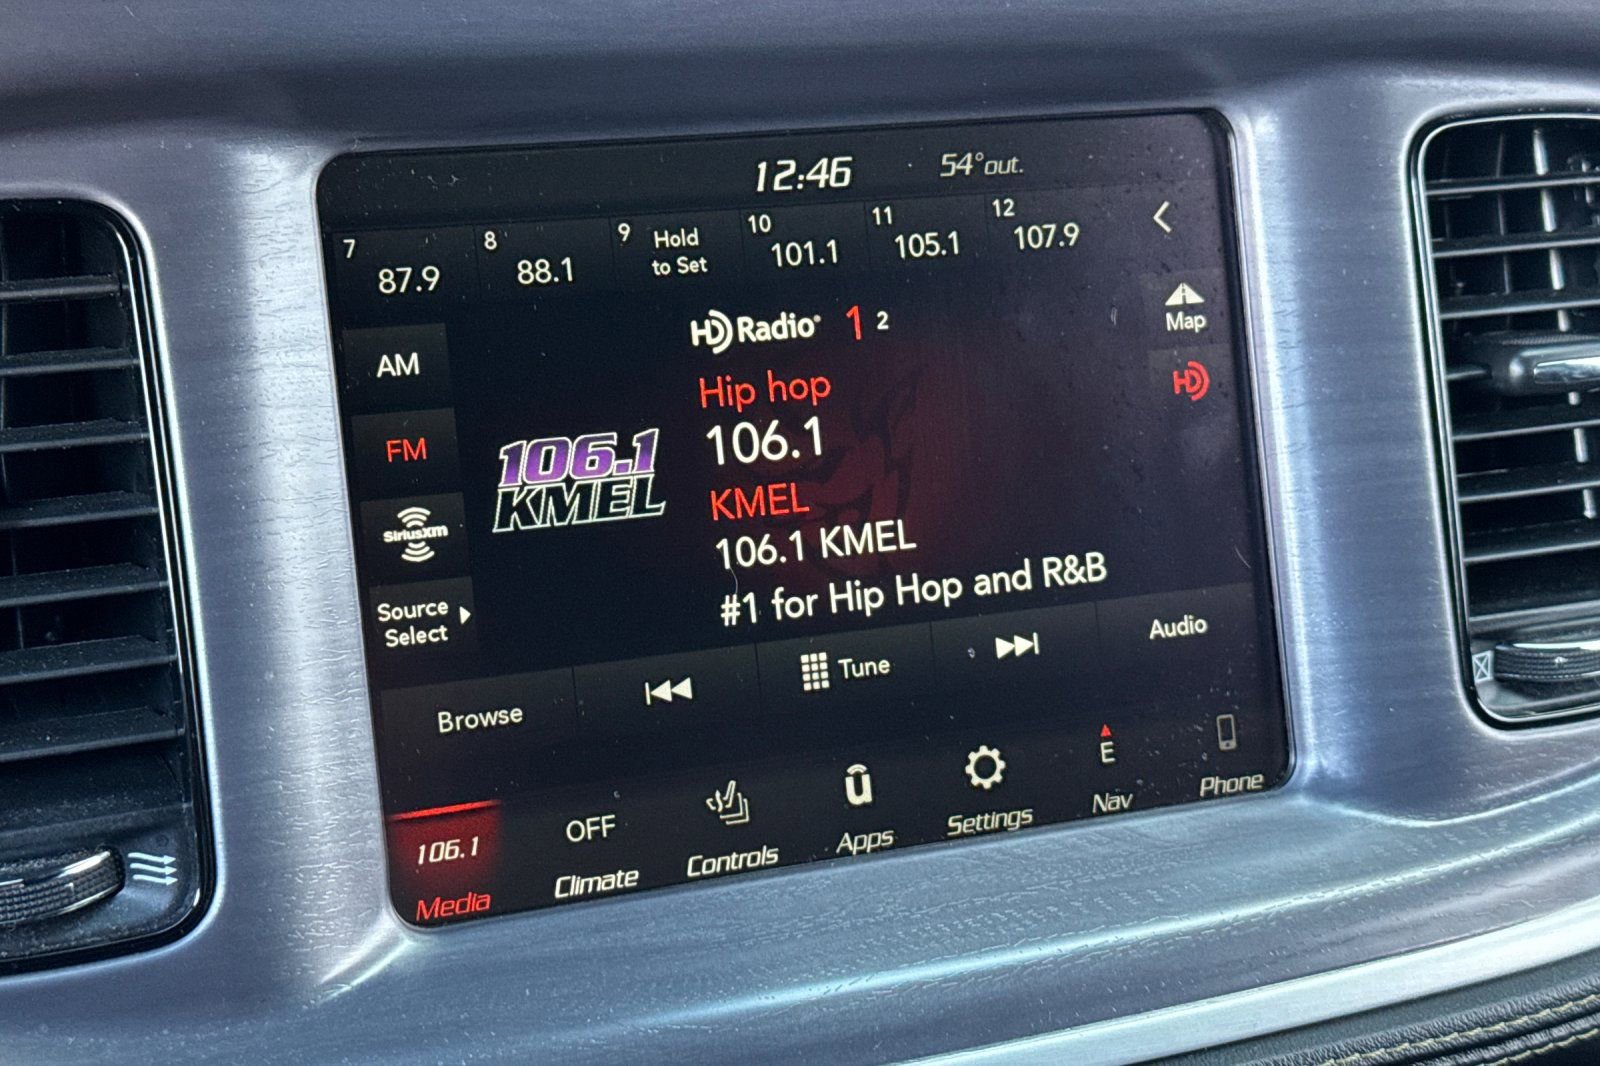 12:46 54°out.
7 87.9 8 88.1 9 Hold to Set 10 101.1 11 105.1 12 107.9
HD Radio 1 2
Map
AM
Hip hop
HD
106.1
FM
106.1
KMEL
KMEL
SiriusXM
106.1 KMEL
#1 for Hip Hop and R&B
Source
Select
Browse Tune Audio
106.1 OFF E
Media Climate Controls Apps Settings Nav Phone